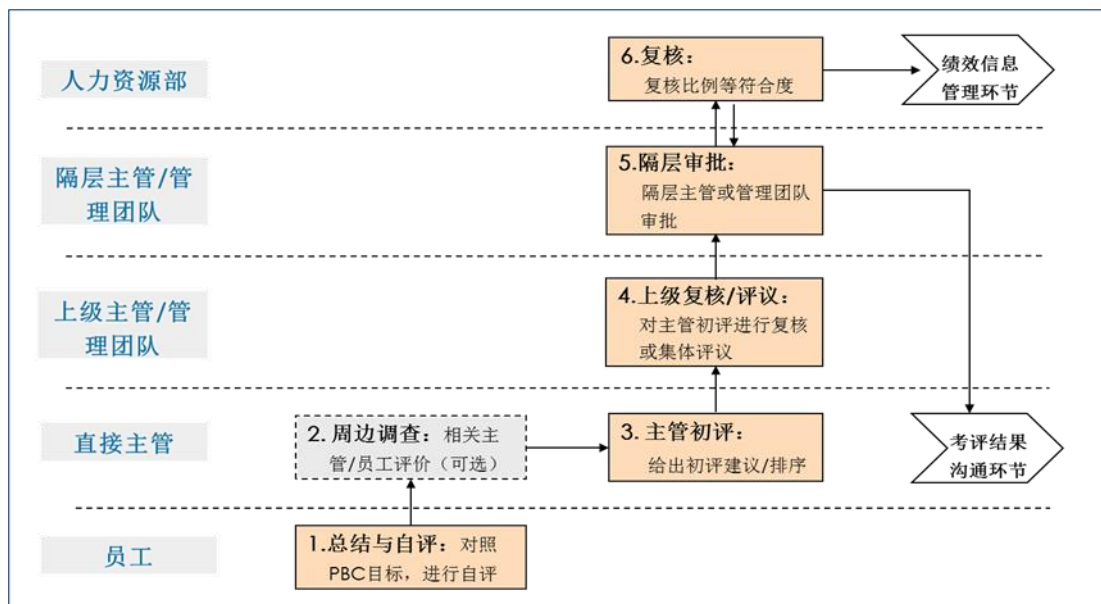 人力资源部
6.复核：
复核比例等符合度
绩效信息
管理环节
隔层主管/管
理团队
5.隔层审批：
隔层主管或管理团队
审批
上级主管/管
理团队
4.上级复核/评议：
对主管初评进行复核
或集体评议
直接主管
2. 周边调查：相关主
管/员工评价（可选）
3. 主管初评：
给出初评建议/排序
考评结果
沟通环节
员工
1.总结与自评：对照
PBC目标，进行自评